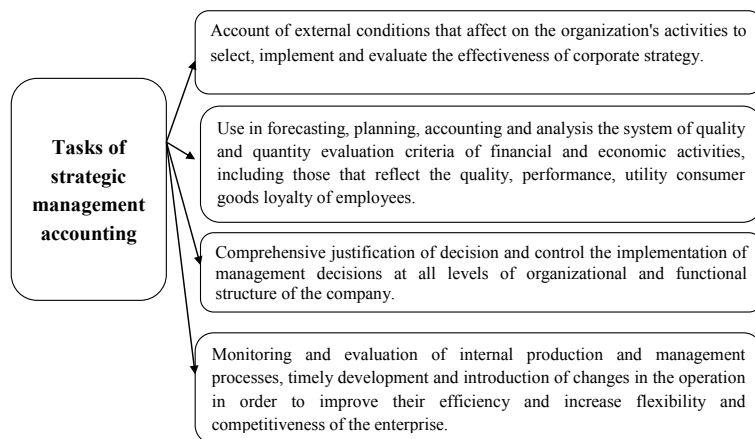 Tasks of
strategic
management
accounting
Account of external conditions that affect on the organization's activities to
select, implement and evaluate the effectiveness of corporate strategy.
Use in forecasting, planning, accounting and analysis the system of quality
and quantity evaluation criteria of financial and economic activities,
including those that reflect the quality, performance, utility consumer
goods loyalty of employees.
Comprehensive justification of decision and control the implementation of
management decisions at all levels of organizational and functional
structure of the company.
Monitoring and evaluation of internal production and management
processes, timely development and introduction of changes in the operation
in order to improve their efficiency and increase flexibility and
competitiveness of the enterprise.